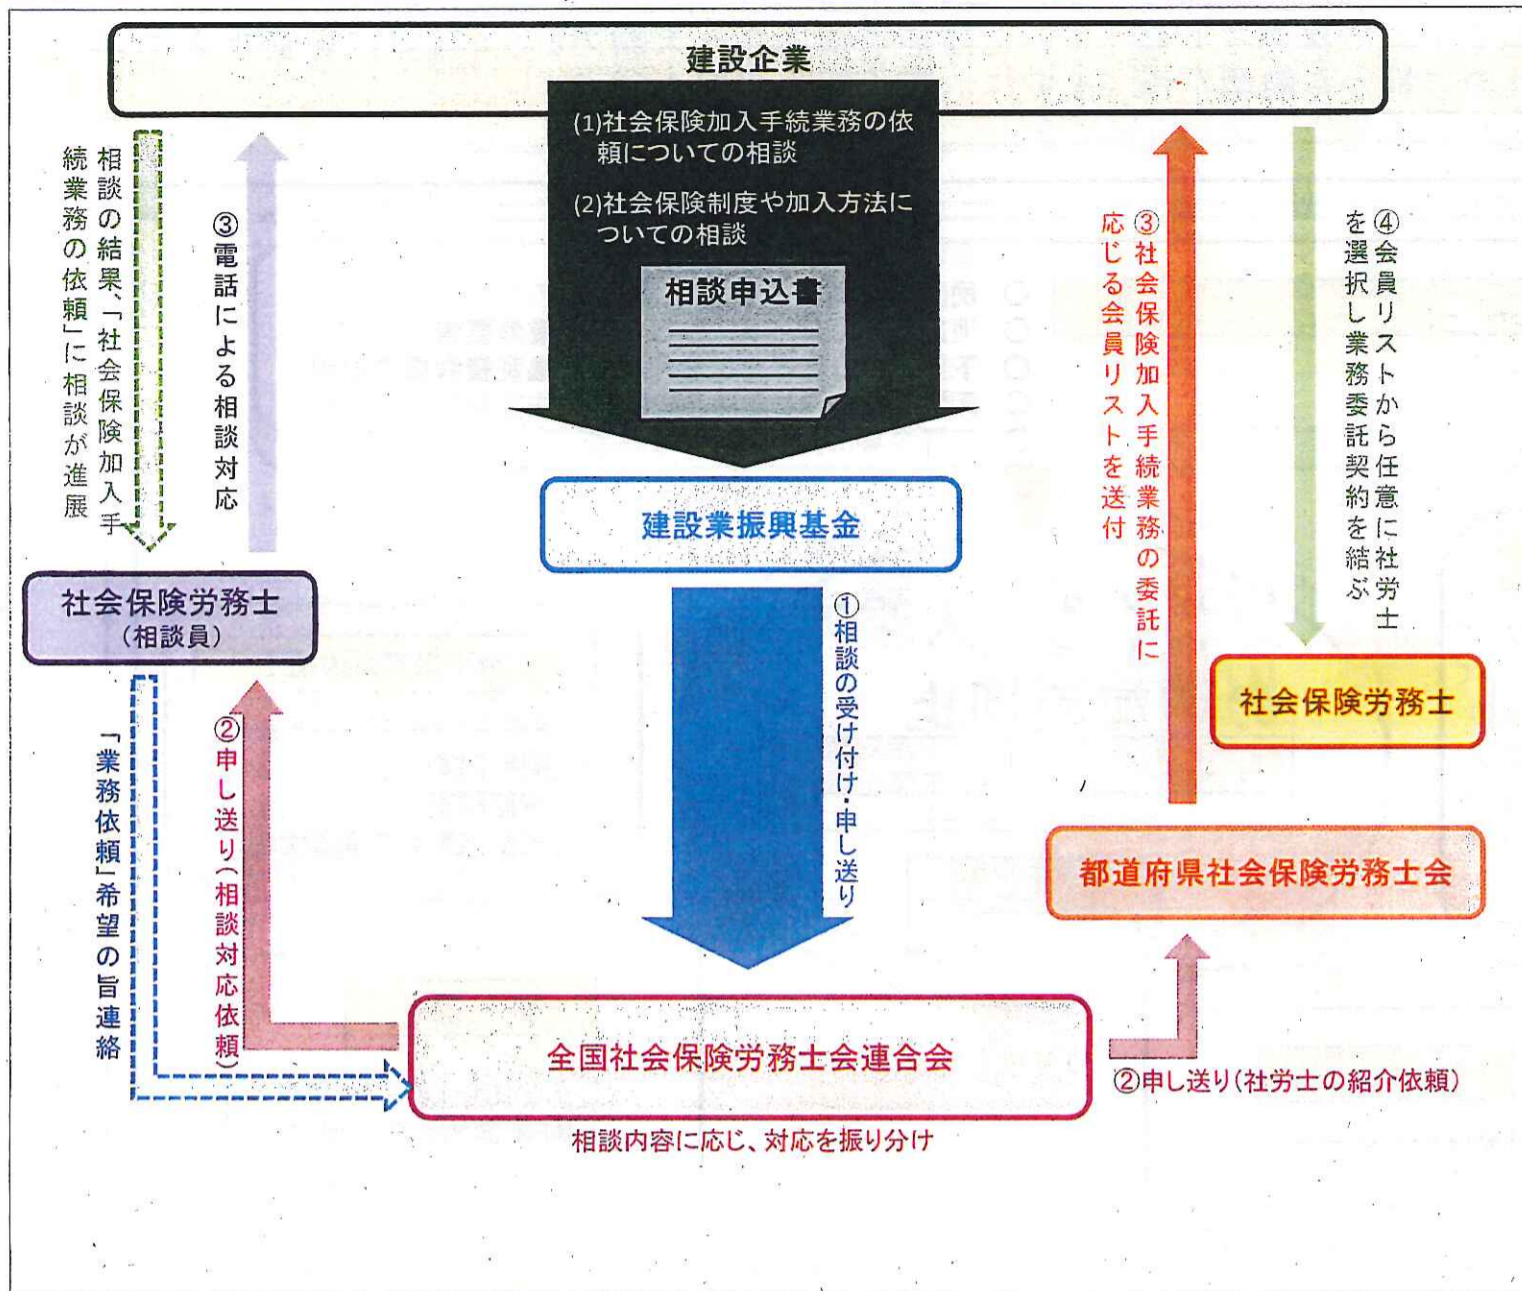 建設企業
(1)社会保険加入手続業務の依
頼についての相談
(2)社会保険制度や加入方法に
ついての相談
相談申込書
相談の結果、「社会保険加入手
続業務の依頼」に相談が進展
③電話による相談対応
③社会保険加入手続業務の委託に
応じる会員リストを送付
④会員リストから任意に社労士
を選択し業務委託契約を結ぶ
建設業振興基金
社会保険労務士
(相談員)
①相談の受け付け・申し送り
社会保険労務士
「業務依頼」希望の旨連絡
②申し送り(相談対応依頼)
都道府県社会保険労務士会
全国社会保険労務士会連合会
②申し送り(社労士の紹介依頼)
相談内容に応じ、対応を振り分け